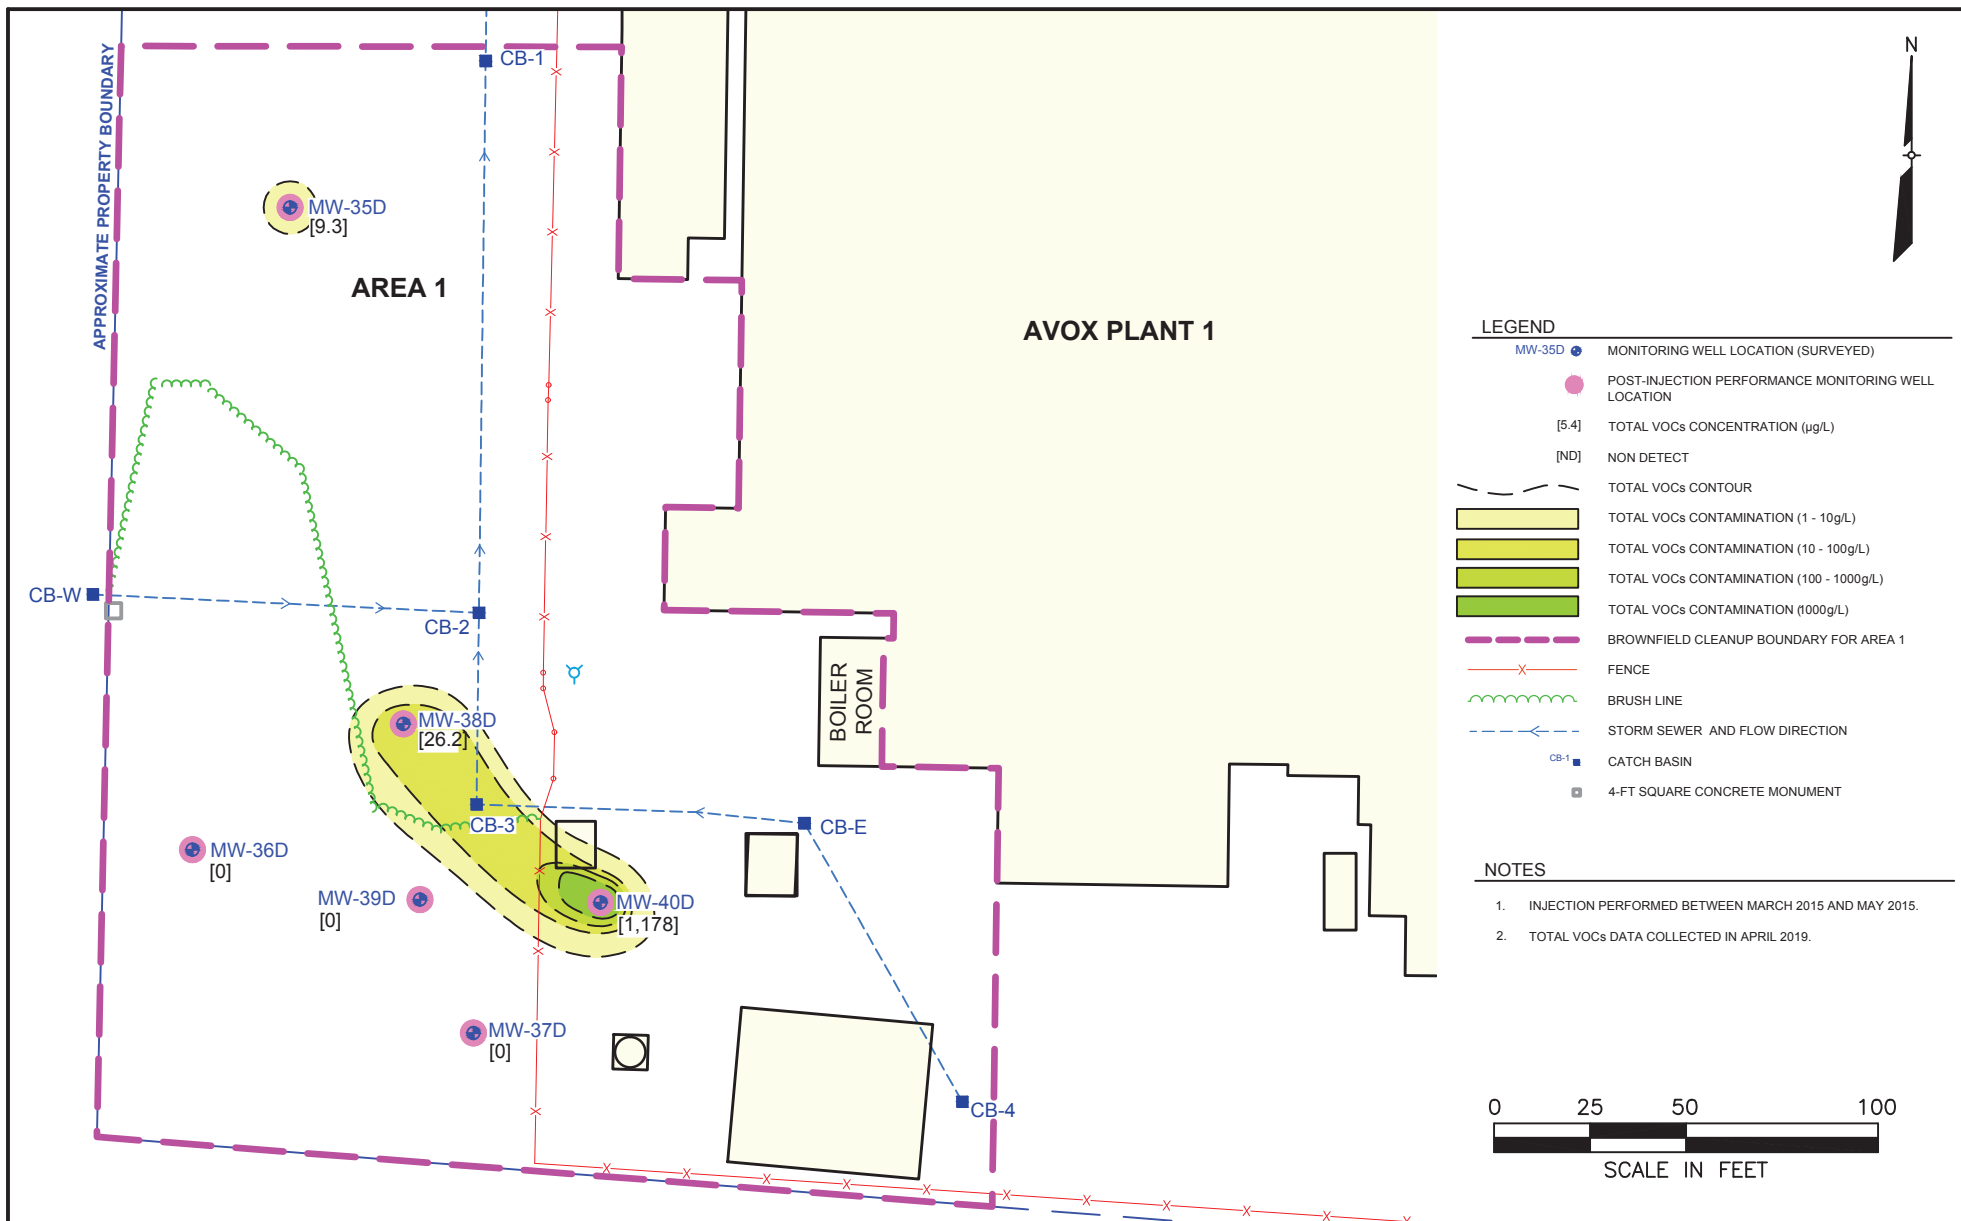 CB-1
APPROXIMATE PROPERTY BOUNDARY
MW-35D
[9.3]
AREA 1
AVOX PLANT 1
CB-W
CB-2
BOILER
ROOM
MW-38D
[26.2]
CB-3
CB-E
MW-36D
[0]
MW-39D
[0]
MW-40D
[1,178]
MW-37D
[0]
CB-4
N
LEGEND
MW-35D MONITORING WELL LOCATION (SURVEYED)
POST-INJECTION PERFORMANCE MONITORING WELL
LOCATION
[5.4] TOTAL VOCs CONCENTRATION (µg/L)
[ND] NON DETECT
TOTAL VOCs CONTOUR
TOTAL VOCs CONTAMINATION (1 - 10g/L)
TOTAL VOCs CONTAMINATION (10 - 100g/L)
TOTAL VOCs CONTAMINATION (100 - 1000g/L)
TOTAL VOCs CONTAMINATION (1000g/L)
BROWNFIELD CLEANUP BOUNDARY FOR AREA 1
FENCE
BRUSH LINE
STORM SEWER AND FLOW DIRECTION
CB-1 CATCH BASIN
4-FT SQUARE CONCRETE MONUMENT
NOTES
1. INJECTION PERFORMED BETWEEN MARCH 2015 AND MAY 2015.
2. TOTAL VOCs DATA COLLECTED IN APRIL 2019.
0 25 50 100
SCALE IN FEET